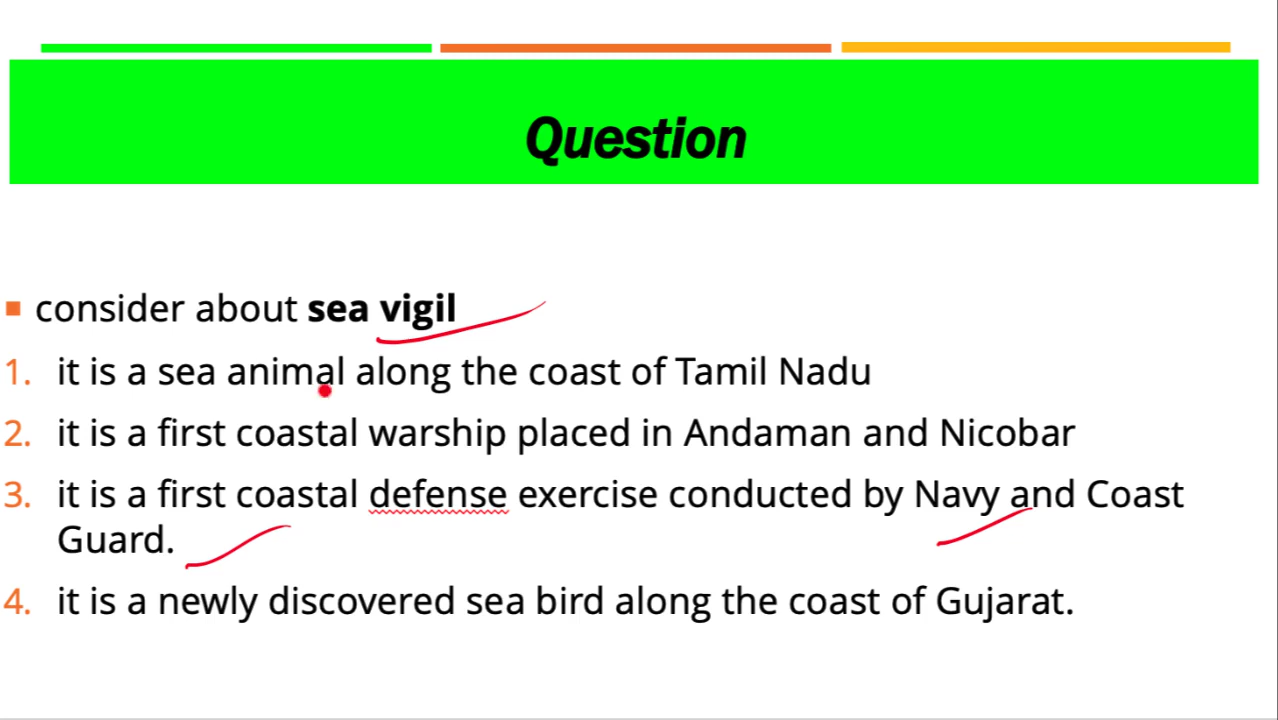 Question
consider about sea vigil
1. it is a sea animal along the coast of Tamil Nadu
2. it is a first coastal warship placed in Andaman and Nicobar
3. it is a first coastal defense exercise conducted by Navy and Coast
Guard.
4. it is a newly discovered sea bird along the coast of Gujarat.